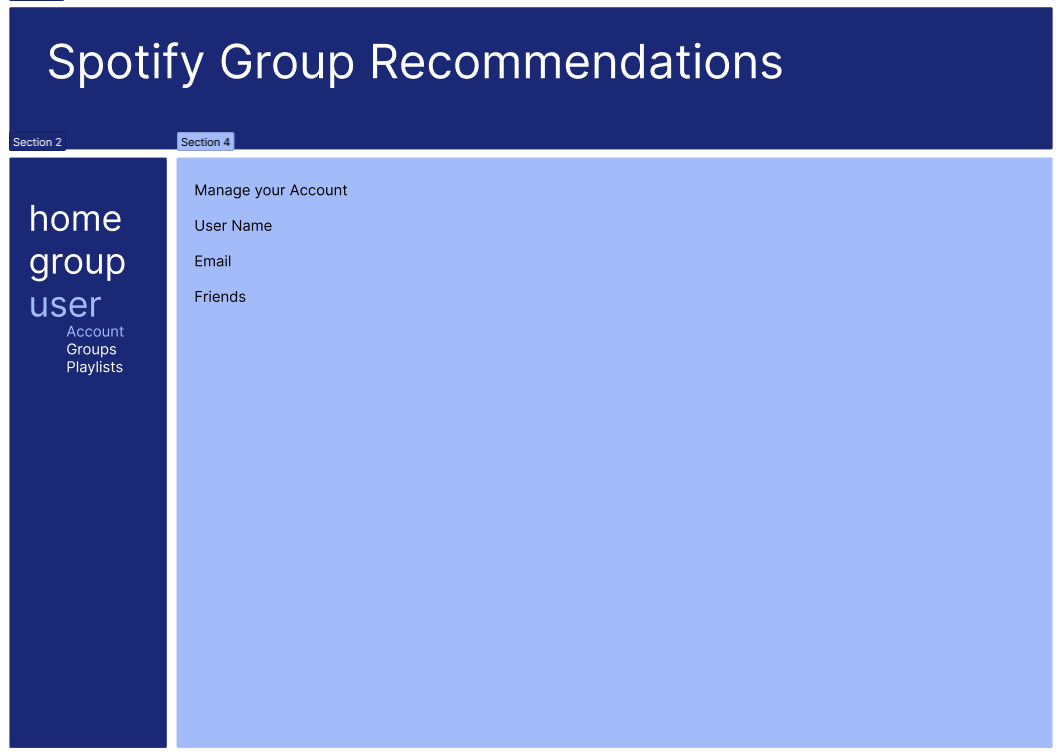 Spotify Group Recommendations
Section 2
Section 4
home
group
user
Account
Groups
Playlists
Manage your Account
User Name
Email
Friends